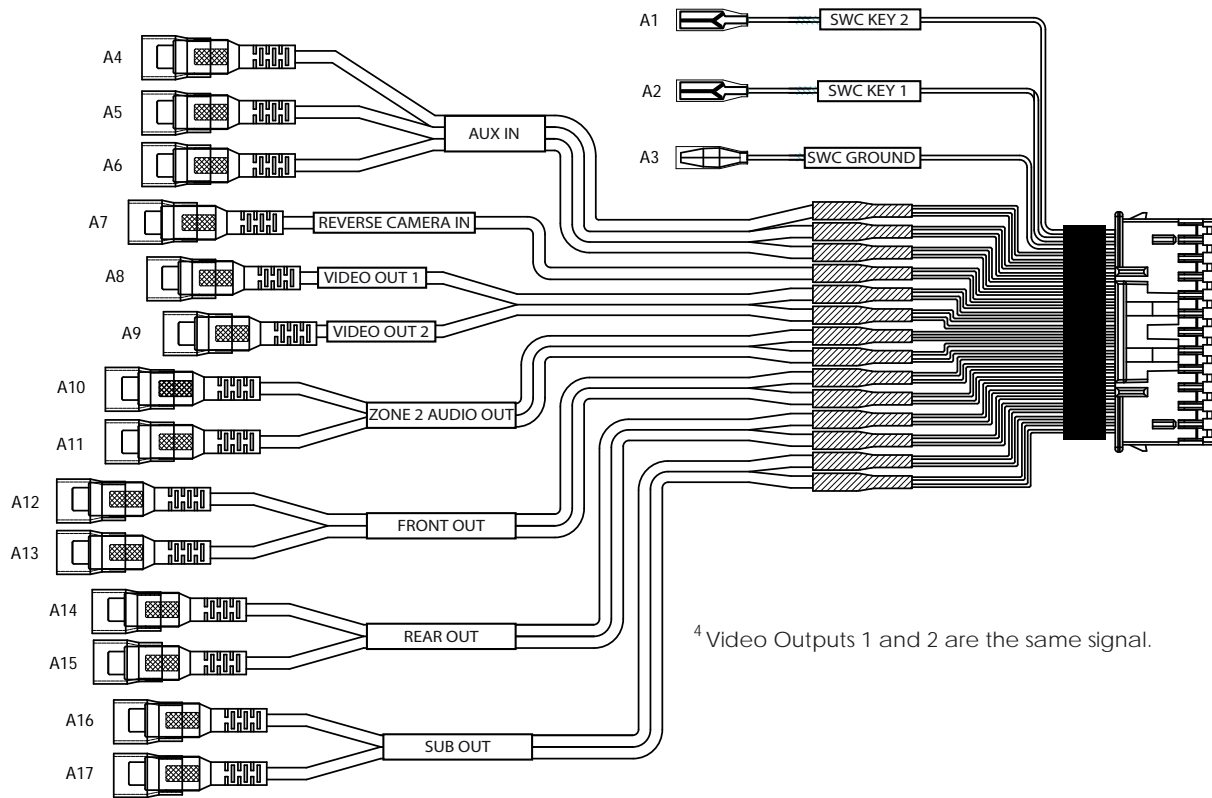 A1 SWC KEY 2
A2 SWC KEY 1
A3 SWC GROUND
A4
A5 AUX IN
A6
A7 REVERSE CAMERA IN
A8 VIDEO OUT 1
A9 VIDEO OUT 2
A10
ZONE 2 AUDIO OUT
A11
A12
FRONT OUT
A13
A14
REAR OUT
A15
A16
SUB OUT
A17
4 Video Outputs 1 and 2 are the same signal.